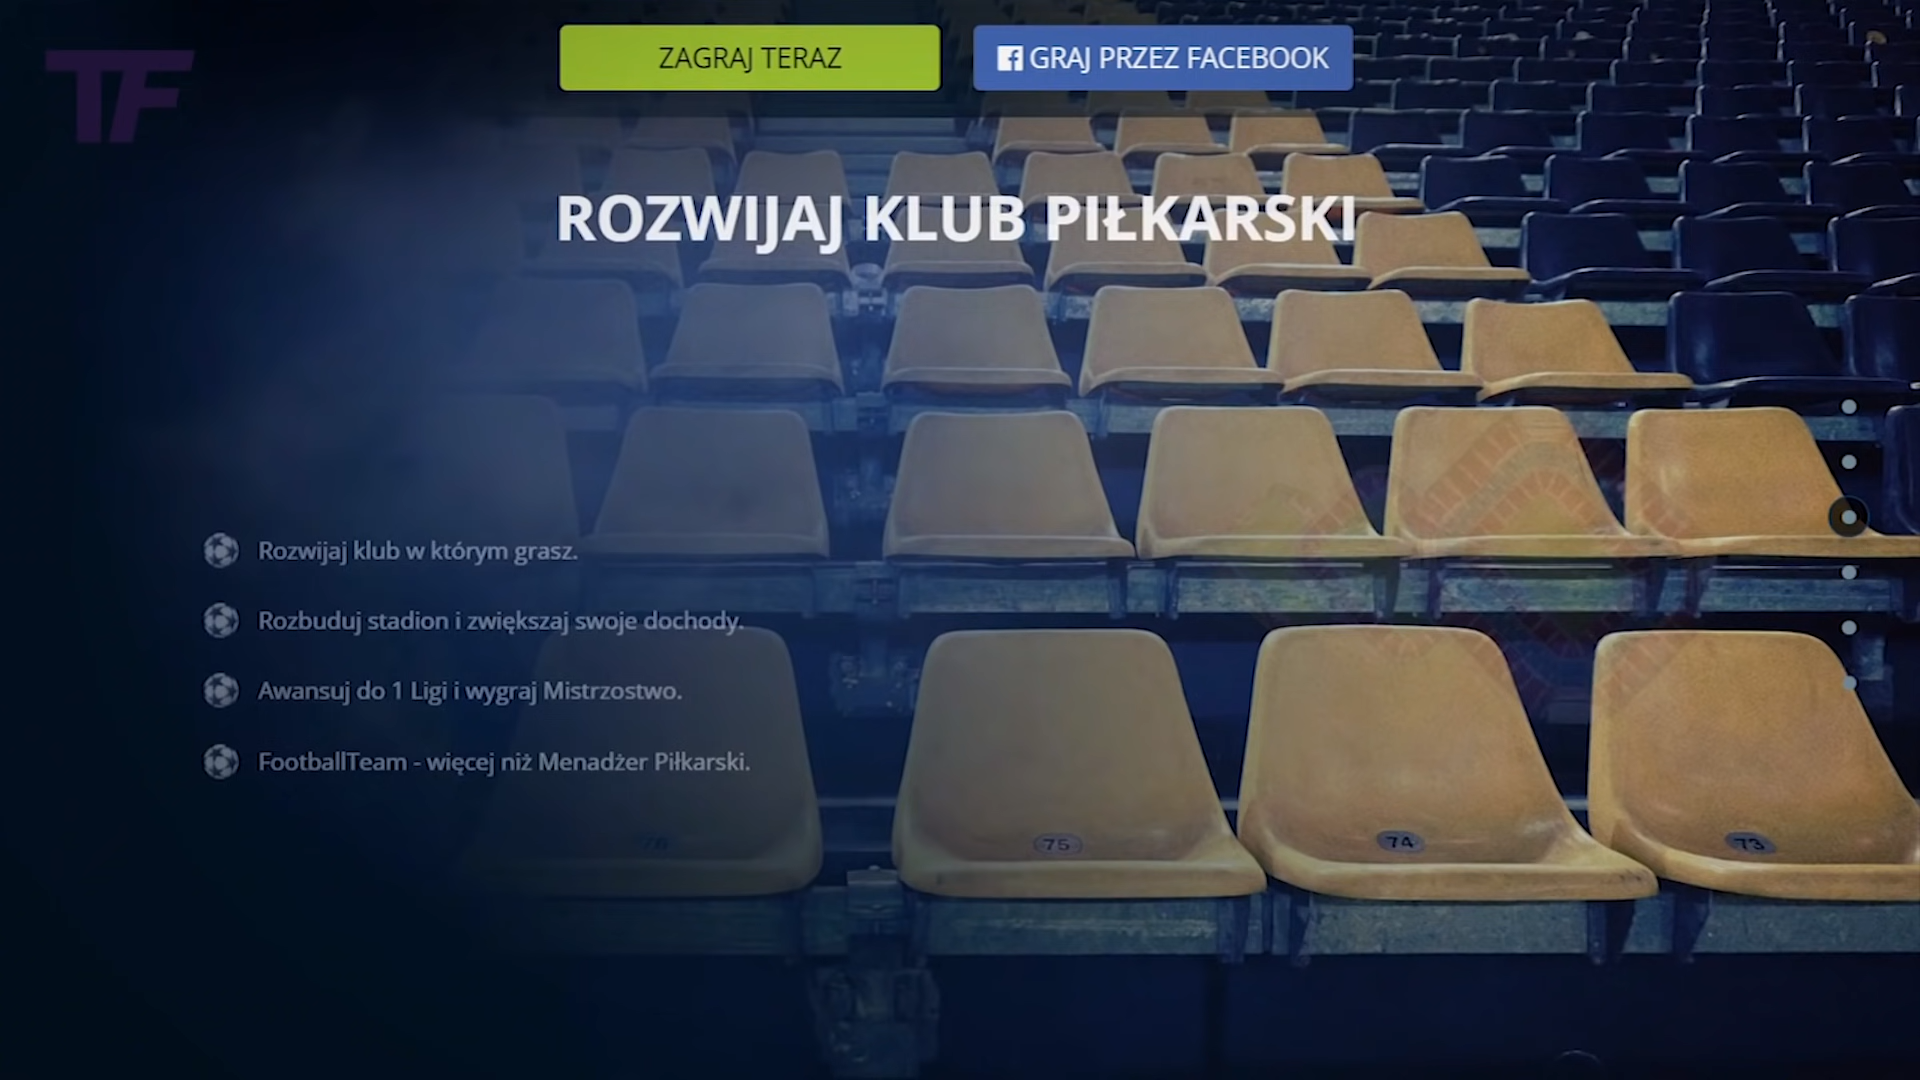 TF
ZAGRAJ TERAZ
GRAJ PRZEZ FACEBOOK
ROZWIJAJ KLUB PIŁKARSKI
Rozwijaj klub w którym grasz.
Rozbuduj stadion i zwiększaj swoje dochody.
Awansuj do 1 Ligi i wygraj Mistrzostwo.
FootballTeam - więcej niż Menadżer Piłkarski.
76
75
74
73